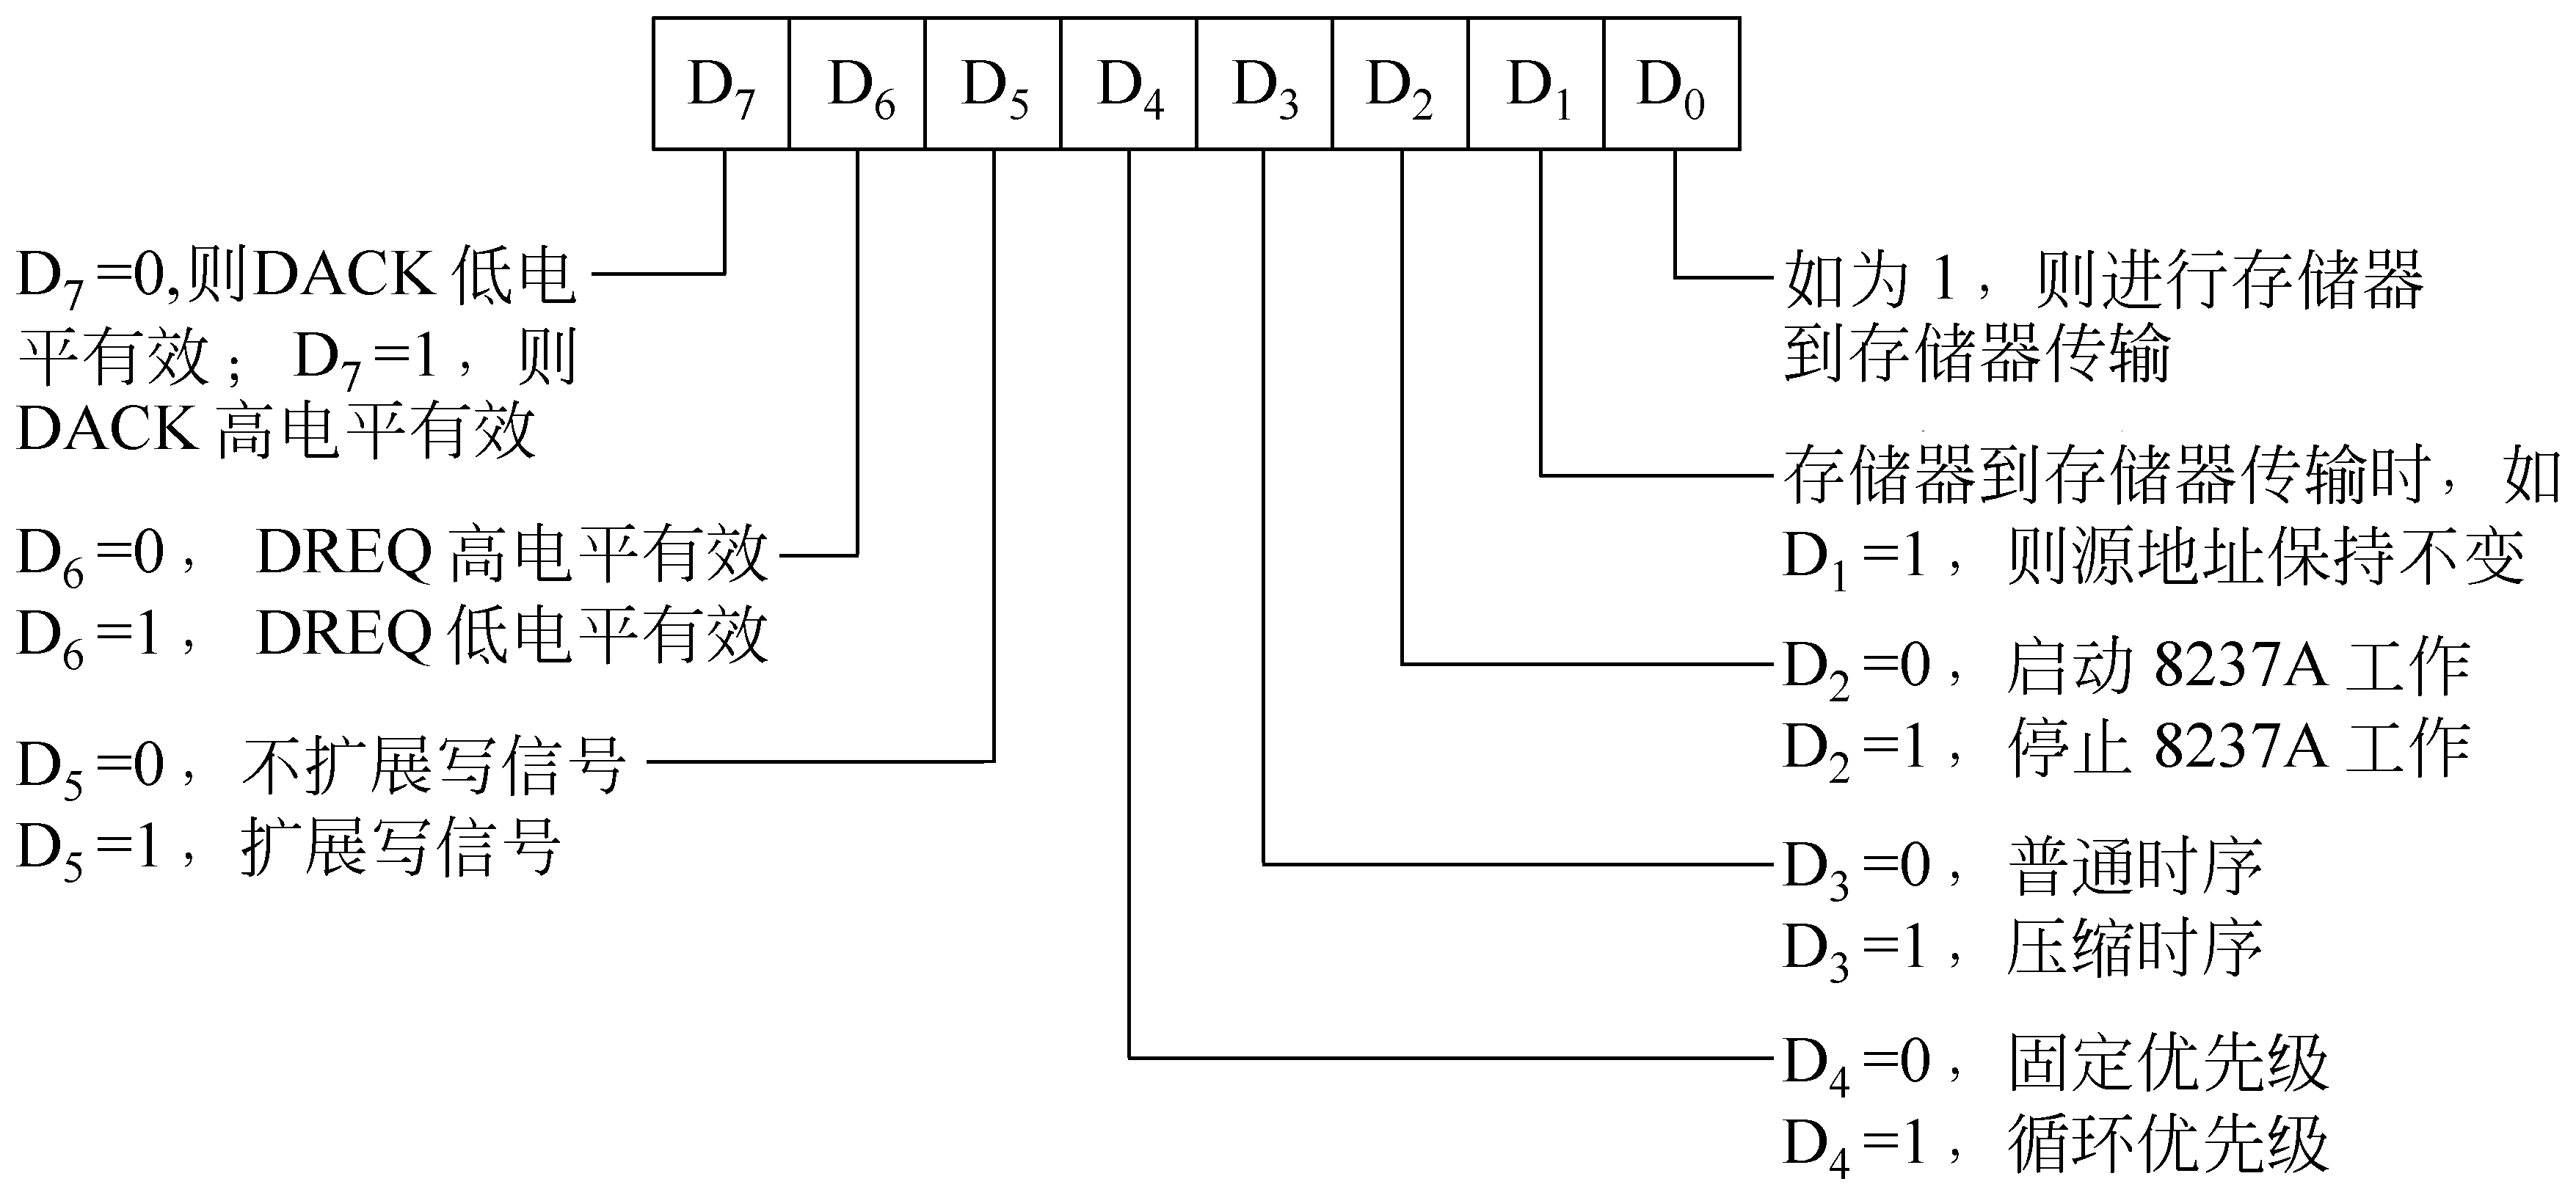 D7 D6 D5 D4 D3 D2 D1 D0
D7=0,则DACK 低电
平有效；D7=1，则
DACK 高电平有效
D6=0，DREQ 高电平有效
D6=1，DREQ 低电平有效
D5=0，不扩展写信号
D5=1，扩展写信号
如为 1，则进行存储器
到存储器传输
存储器到存储器传输时，如
D1=1，则源地址保持不变
D2=0，启动 8237A 工作
D2=1，停止 8237A 工作
D3=0，普通时序
D3=1，压缩时序
D4=0，固定优先级
D4=1，循环优先级